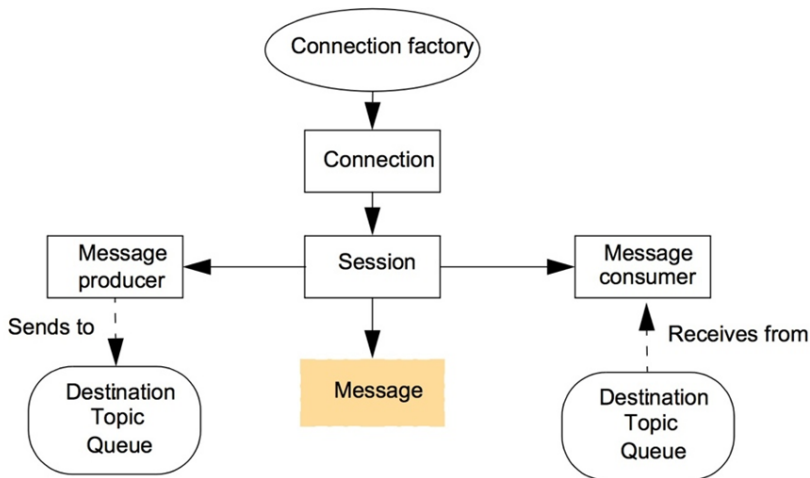 Connection factory
Connection
Session
Message
producer
Message
consumer
Sends to
Receives from
Destination
Topic
Queue
Message
Destination
Topic
Queue